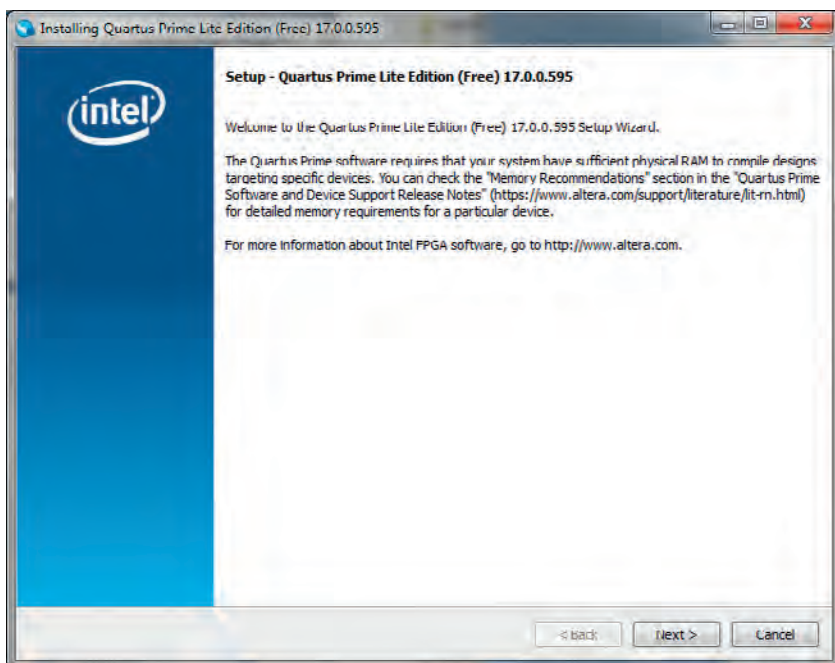 Installing Quartus Prime Lite Edition (Free) 17.0.0.595
intel
Setup - Quartus Prime Lite Edition (Free) 17.0.0.595
Welcome to the Quartus Prime Lite Edition (Free) 17.0.0.595 Setup Wizard.
The Quartus Prime software requires that your system have sufficient physical RAM to compile designs
targeting specific devices. You can check the "Memory Recommendations" section in the "Quartus Prime
Software and Device Support Release Notes" (https://www.altera.com/support/literature/lit-rn.html)
for detailed memory requirements for a particular device.
For more information about Intel FPGA software, go to http://www.altera.com.
< Back
Next >
Cancel